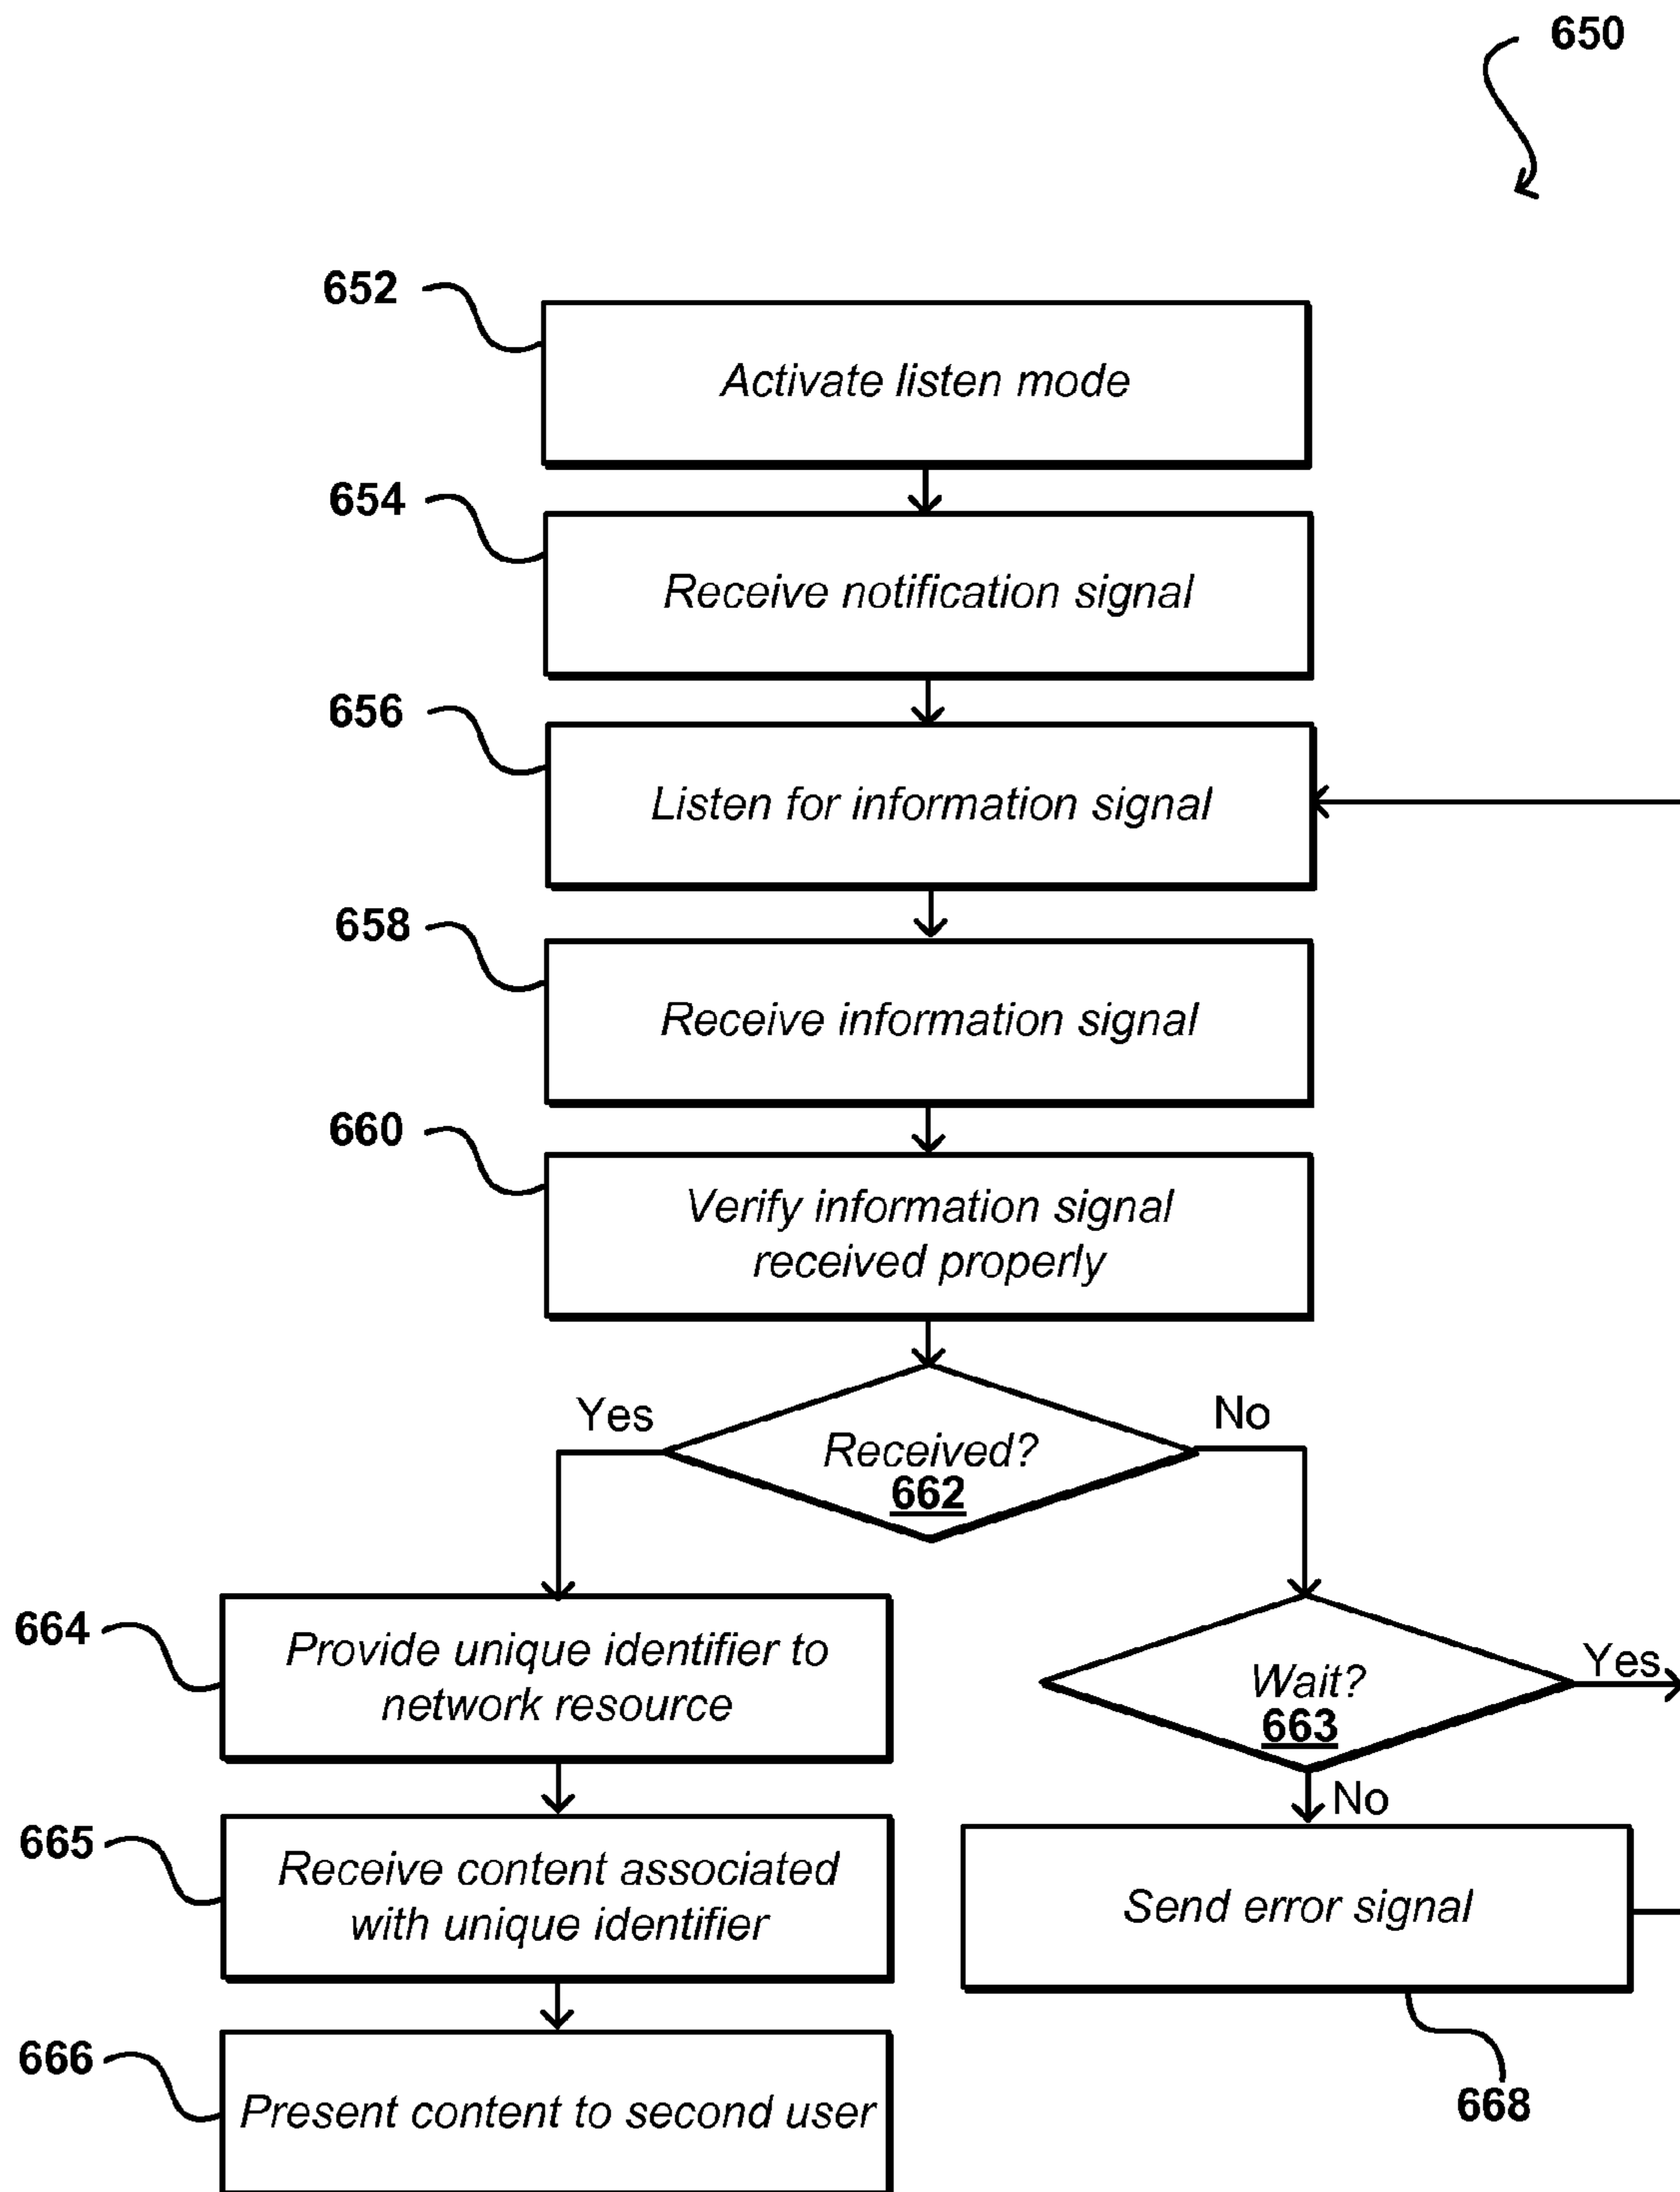 650
652
Activate listen mode
654
Receive notification signal
656
Listen for information signal
658
Receive information signal
660
Verify information signal
received properly
Yes
No
Received?
662
664
Provide unique identifier to
network resource
Wait?
663
Yes
No
665
Receive content associated
with unique identifier
Send error signal
666
Present content to second user
668